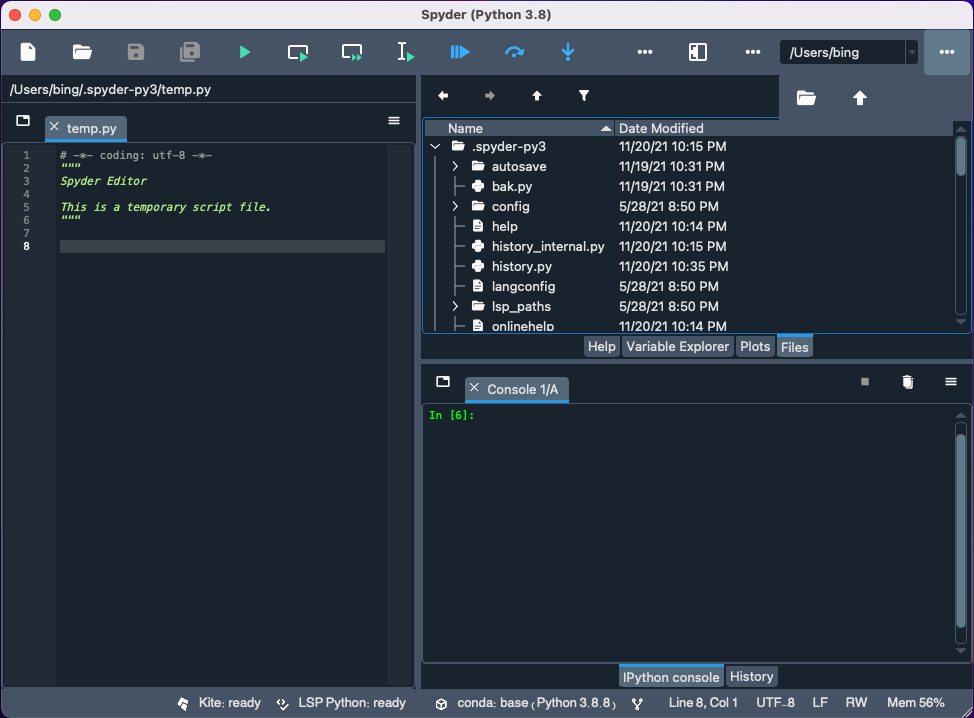 Spyder (Python 3.8)
/Users/bing
/Users/bing/.spyder-py3/temp.py
temp.py
1 # -*- coding: utf-8 -*-
2 """
3 Spyder Editor
4
5 This is a temporary script file.
6 """
7
8
Name Date Modified
.spyder-py3 11/20/21 10:15 PM
autosave 11/19/21 10:31 PM
bak.py 11/19/21 10:31 PM
config 5/28/21 8:50 PM
help 11/20/21 10:14 PM
history_internal.py 11/20/21 10:15 PM
history.py 11/20/21 10:35 PM
langconfig 5/28/21 8:50 PM
lsp_paths 5/28/21 8:50 PM
onlinehelp 11/20/21 10:14 PM
Help Variable Explorer Plots Files
Console 1/A
In [6]:
IPython console History
Kite: ready LSP Python: ready conda: base (Python 3.8.8) Line 8, Col 1 UTF-8 LF RW Mem 56%